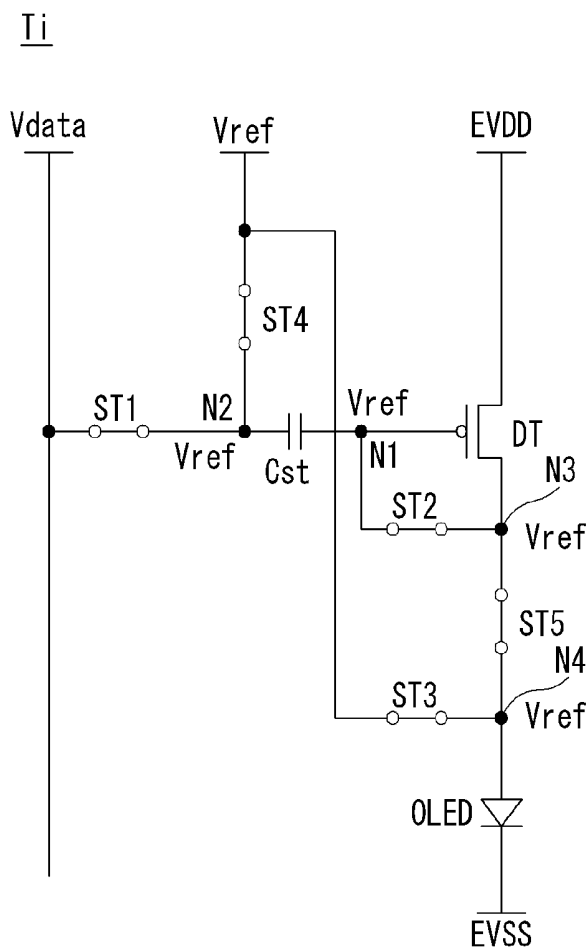 Ti
Vdata
Vref
EVDD
ST4
ST1
N2
Vref
Vref
Cst
N1
DT
N3
ST2
Vref
ST5
N4
ST3
Vref
OLED
EVSS